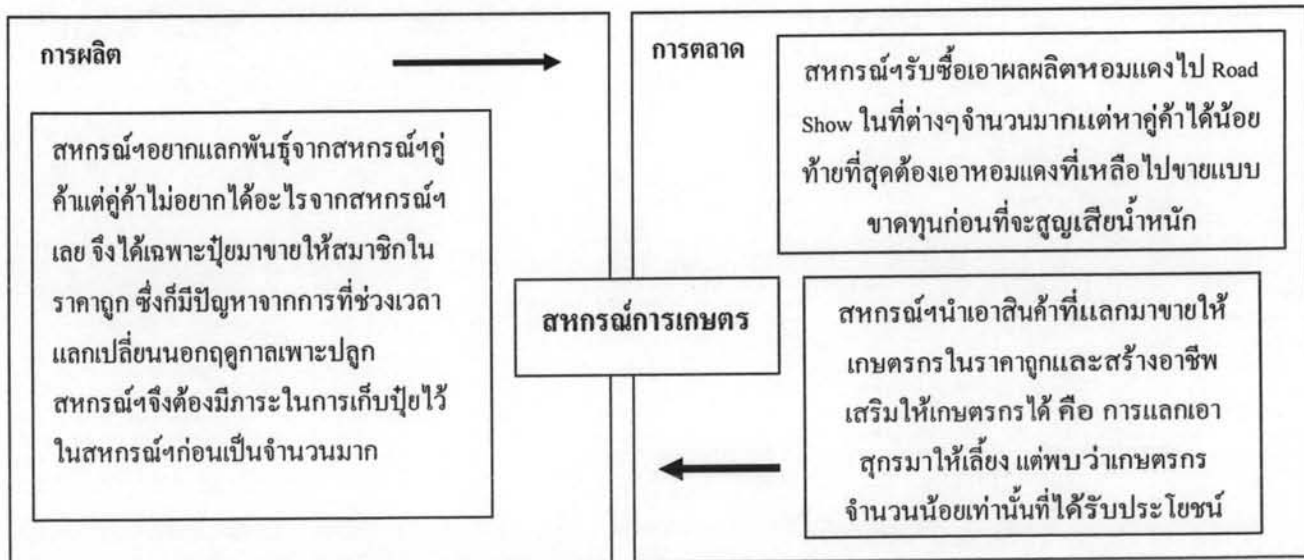 การผลิต
สหกรณ์ฯอยากแลกพันธุ์จากสหกรณ์ฯคู่
ค้าแต่คู่ค้าไม่อยากได้อะไรจากสหกรณ์ฯ
เลย จึงได้เฉพาะปุ๋ยมาขายให้สมาชิกใน
ราคาถูก ซึ่งก็มีปัญหาจากการที่ช่วงเวลา
แลกเปลี่ยนนอกฤดูกาลเพาะปลูก
สหกรณ์ฯจึงต้องมีภาระในการเก็บปุ๋ยไว้
ในสหกรณ์ฯก่อนเป็นจำนวนมาก
สหกรณ์การเกษตร
การตลาด
สหกรณ์ฯรับซื้อเอาผลผลิตหอมแดงไป Road
Show ในที่ต่างๆจำนวนมากแต่หาคู่ค้าได้น้อย
ท้ายที่สุดต้องเอาหอมแดงที่เหลือไปขายแบบ
ขาดทุนก่อนที่จะสูญเสียน้ำหนัก
สหกรณ์ฯนำเอาสินค้าที่แลกมาขายให้
เกษตรกรในราคาถูกและสร้างอาชีพ
เสริมให้เกษตรกรได้ คือ การแลกเอา
สุกรมาให้เลี้ยง แต่พบว่าเกษตรกร
จำนวนน้อยเท่านั้นที่ได้รับประโยชน์